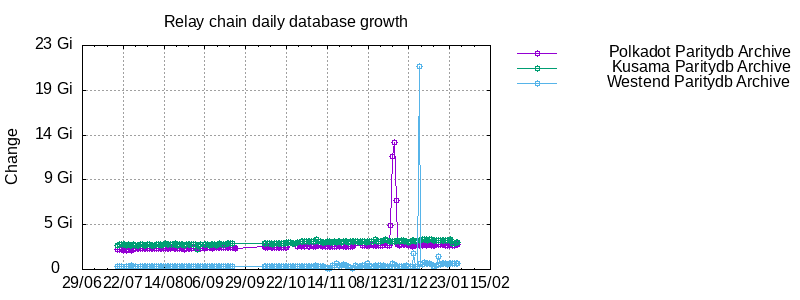 Relay chain daily database growth
23 Gi
19 Gi
14 Gi
9 Gi
5 Gi
0
Change
29/06 22/07 14/08 06/09 29/09 22/10 14/11 08/12 31/12 23/01 15/02
Polkadot Paritydb Archive
Kusama Paritydb Archive
Westend Paritydb Archive